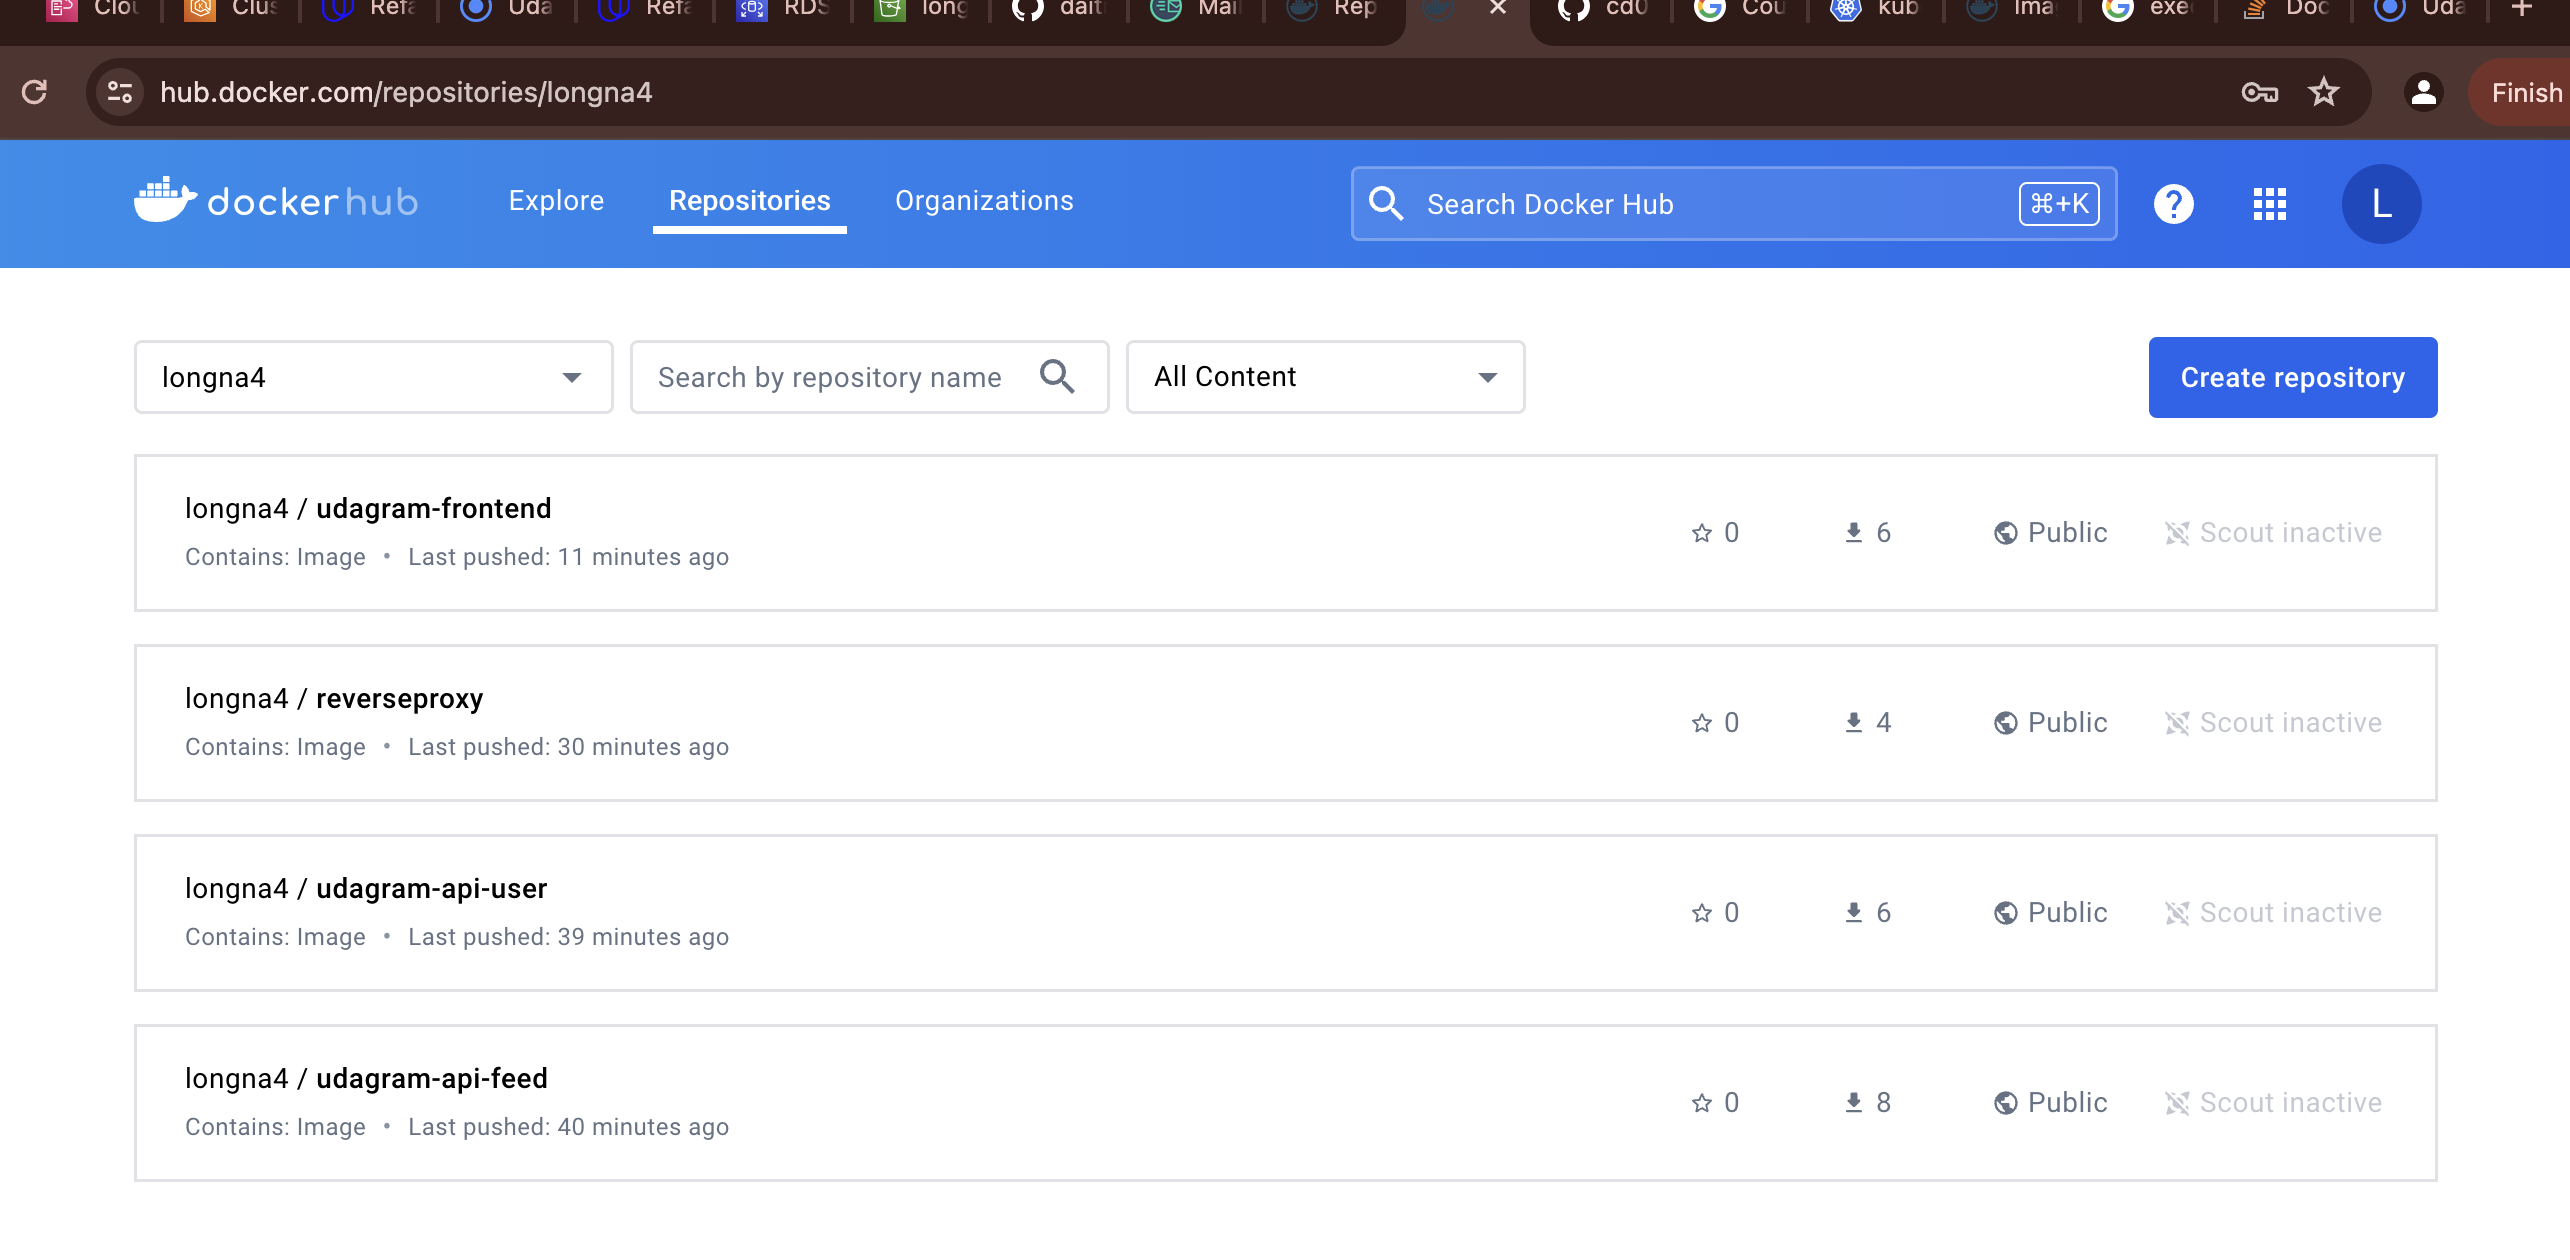 Clou Clus Refa Uda Refa RDS long dait Mail Rep cd0 Cou kub Ima exe Doc Uda
hub.docker.com/repositories/longna4 Finish
dockerhub Explore Repositories Organizations Search Docker Hub ⌘+K ? L
longna4 Search by repository name All Content Create repository
longna4 / udagram-frontend
Contains: Image • Last pushed: 11 minutes ago
0 6 Public Scout inactive
longna4 / reverseproxy
Contains: Image • Last pushed: 30 minutes ago
0 4 Public Scout inactive
longna4 / udagram-api-user
Contains: Image • Last pushed: 39 minutes ago
0 6 Public Scout inactive
longna4 / udagram-api-feed
Contains: Image • Last pushed: 40 minutes ago
0 8 Public Scout inactive